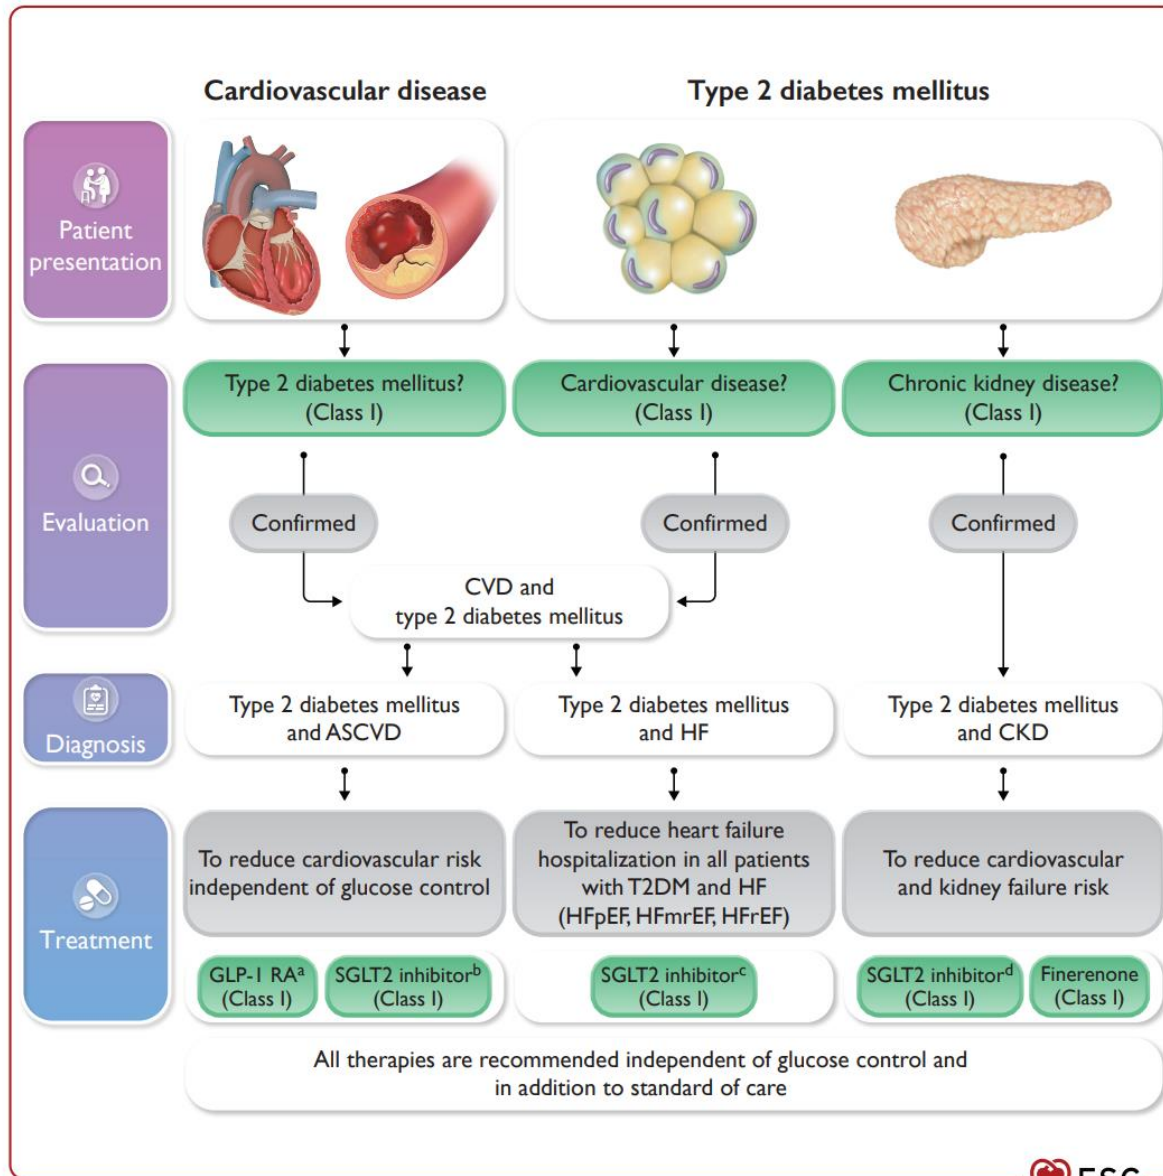 Cardiovascular disease
Type 2 diabetes mellitus
Patient
presentation
Type 2 diabetes mellitus?
(Class I)
Cardiovascular disease?
(Class I)
Chronic kidney disease?
(Class I)
Evaluation
Confirmed
Confirmed
Confirmed
CVD and
type 2 diabetes mellitus
Diagnosis
Type 2 diabetes mellitus
and ASCVD
Type 2 diabetes mellitus
and HF
Type 2 diabetes mellitus
and CKD
Treatment
To reduce cardiovascular risk
independent of glucose control
To reduce heart failure
hospitalization in all patients
with T2DM and HF
(HFpEF, HFmrEF, HFrEF)
To reduce cardiovascular
and kidney failure risk
GLP-1 RAᵃ
(Class I)
SGLT2 inhibitorᵇ
(Class I)
SGLT2 inhibitorᶜ
(Class I)
SGLT2 inhibitorᵈ
(Class I)
Finerenone
(Class I)
All therapies are recommended independent of glucose control and
in addition to standard of care
ESC